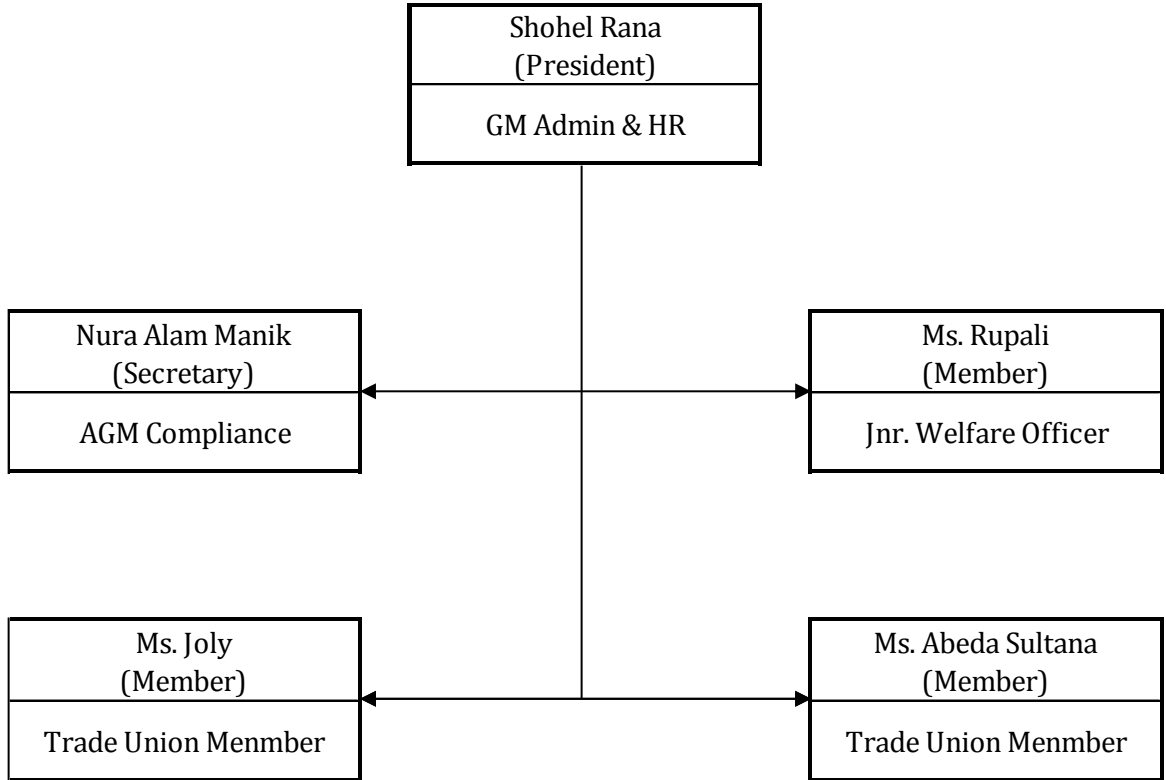 Shohel Rana
(President)
GM Admin & HR
Nura Alam Manik
(Secretary)
AGM Compliance
Ms. Rupali
(Member)
Jnr. Welfare Officer
Ms. Joly
(Member)
Trade Union Menmber
Ms. Abeda Sultana
(Member)
Trade Union Menmber